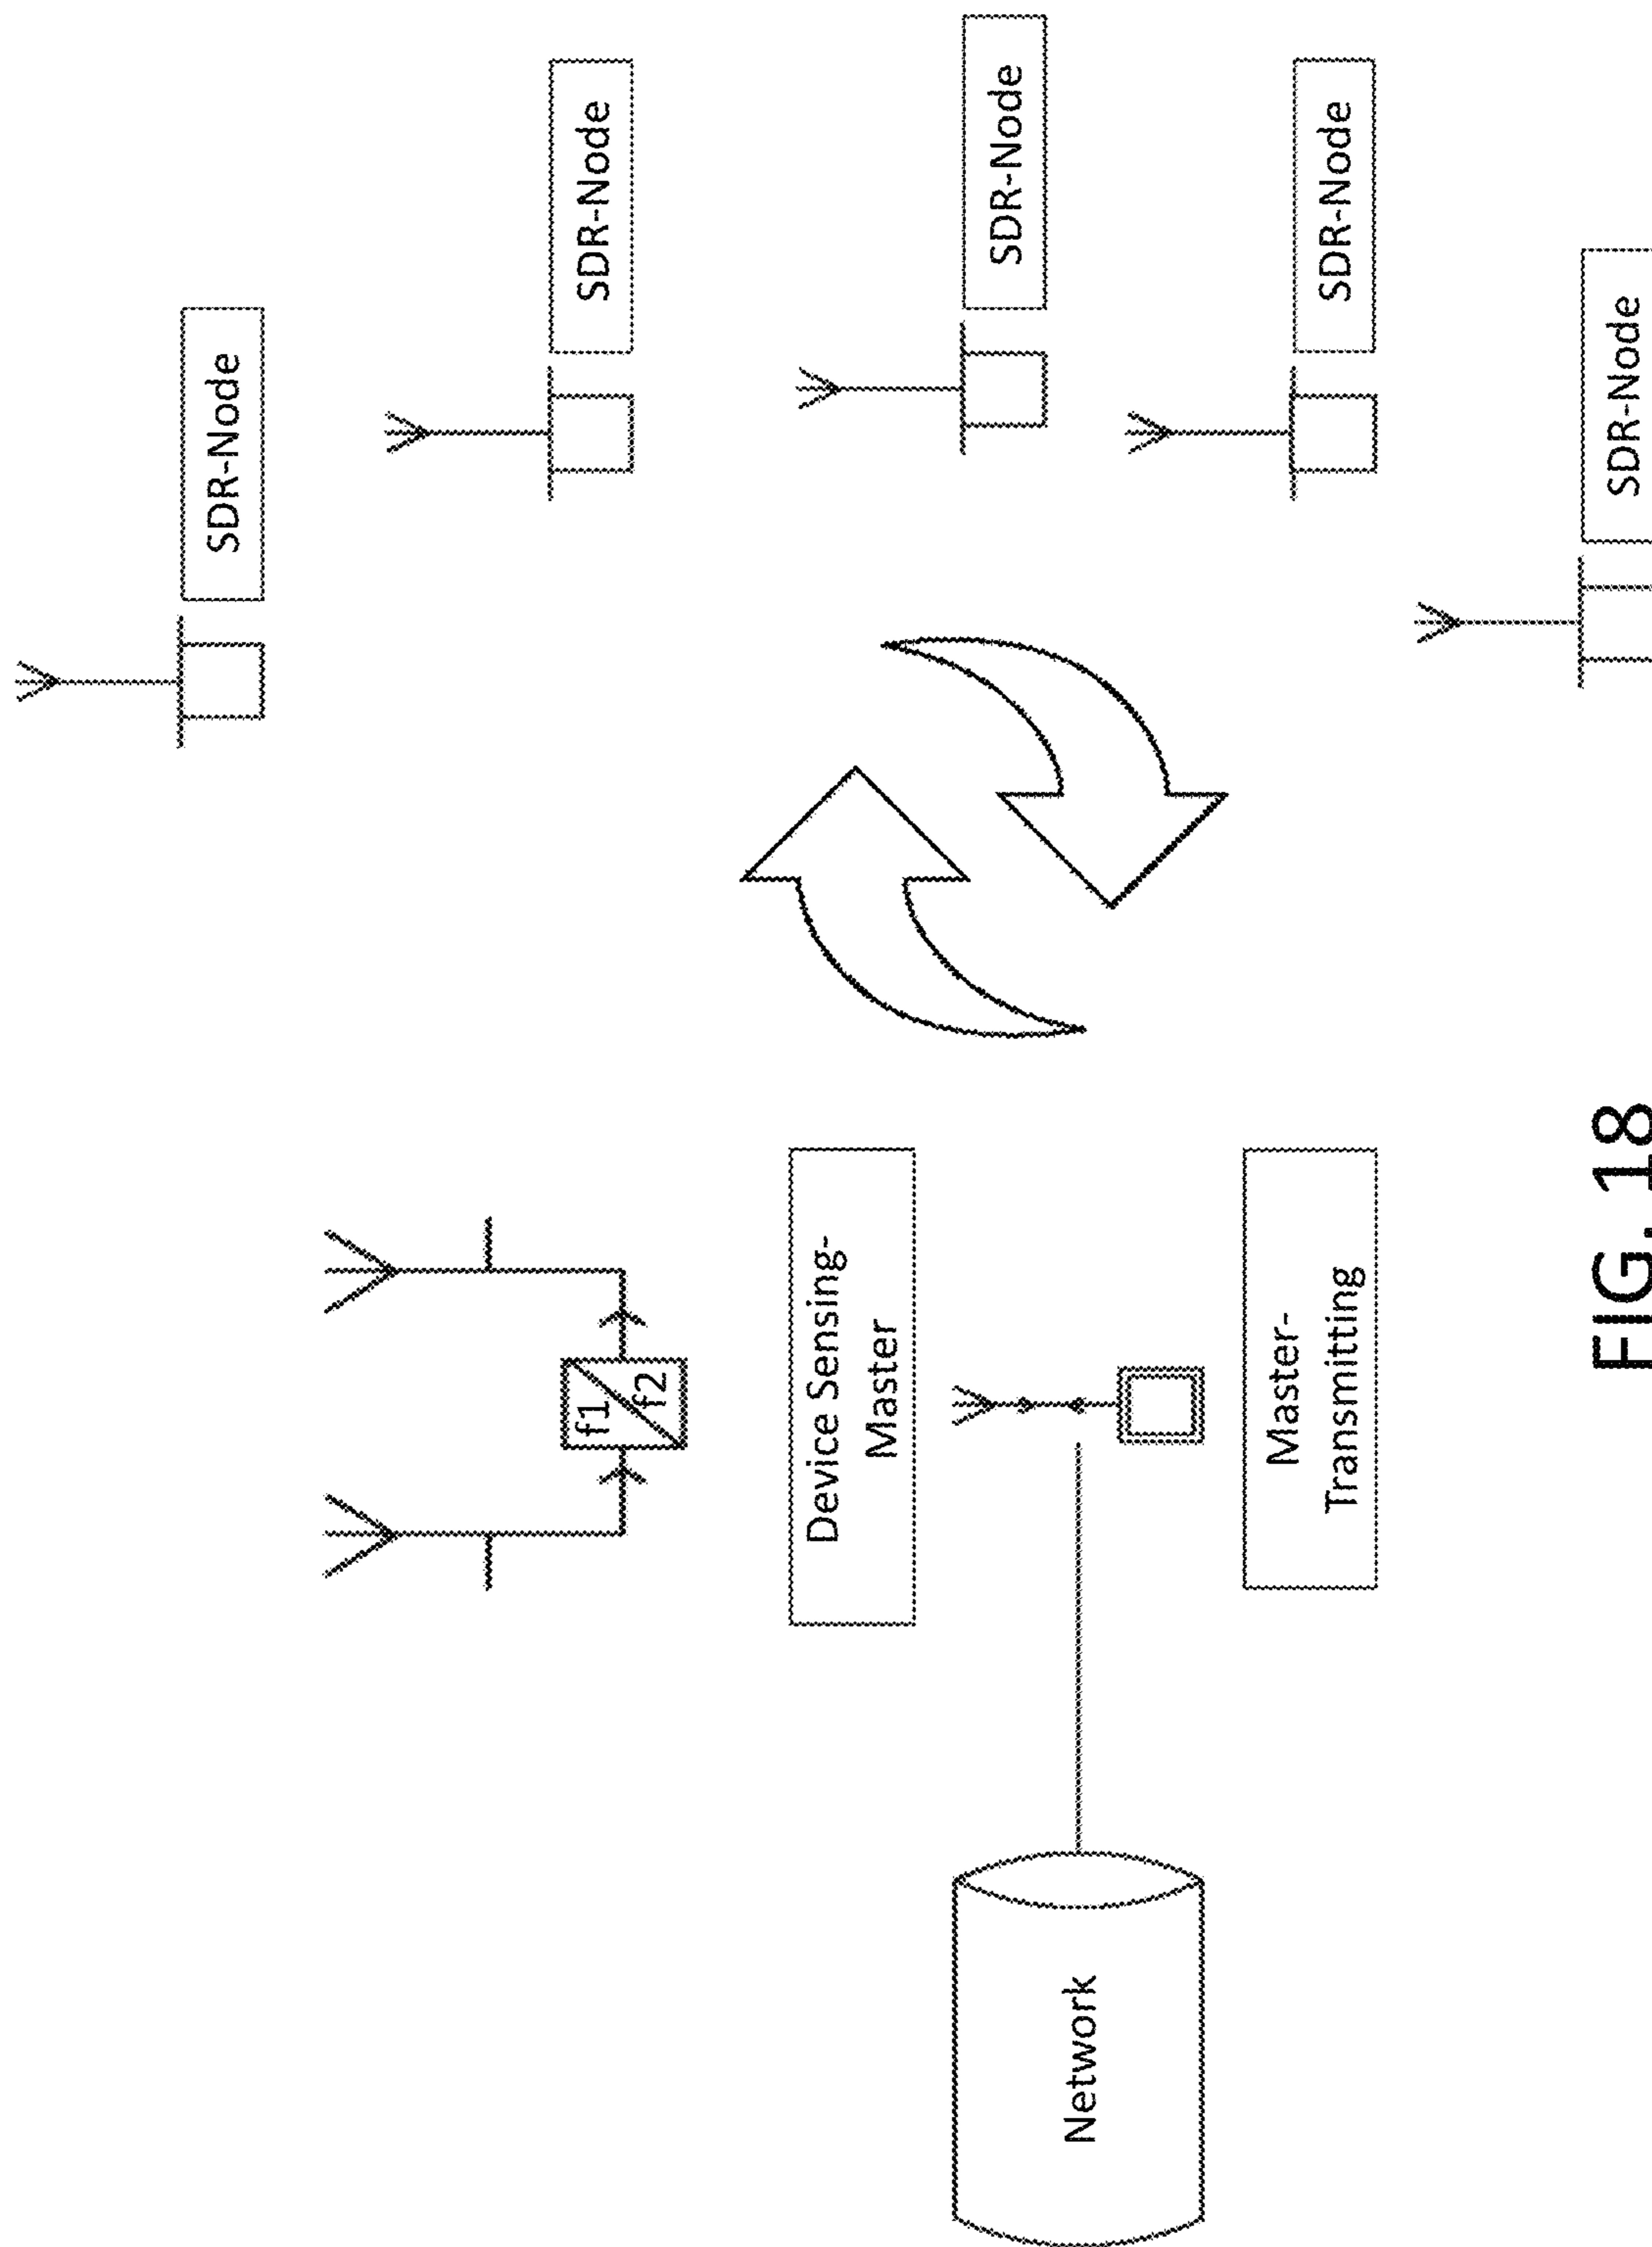 SDR-Node
SDR-Node
SDR-Node
SDR-Node
SDR-Node
f1
f2
Device Sensing-
Master
Master-
Transmitting
Network
FIG. 18